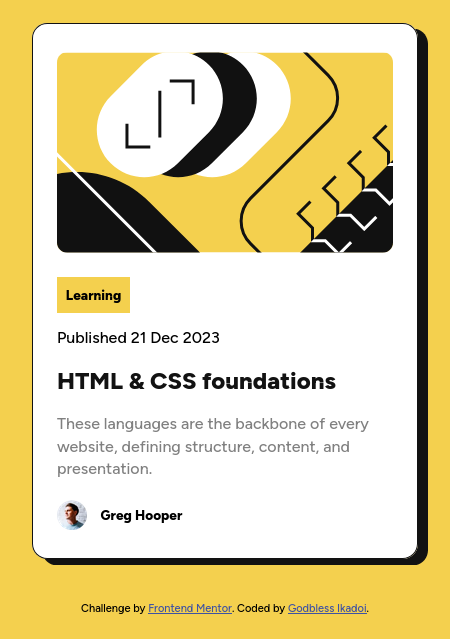 Learning
Published 21 Dec 2023
HTML & CSS foundations
These languages are the backbone of every
website, defining structure, content, and
presentation.
Greg Hooper
Challenge by Frontend Mentor. Coded by Godbless Ikadoi.